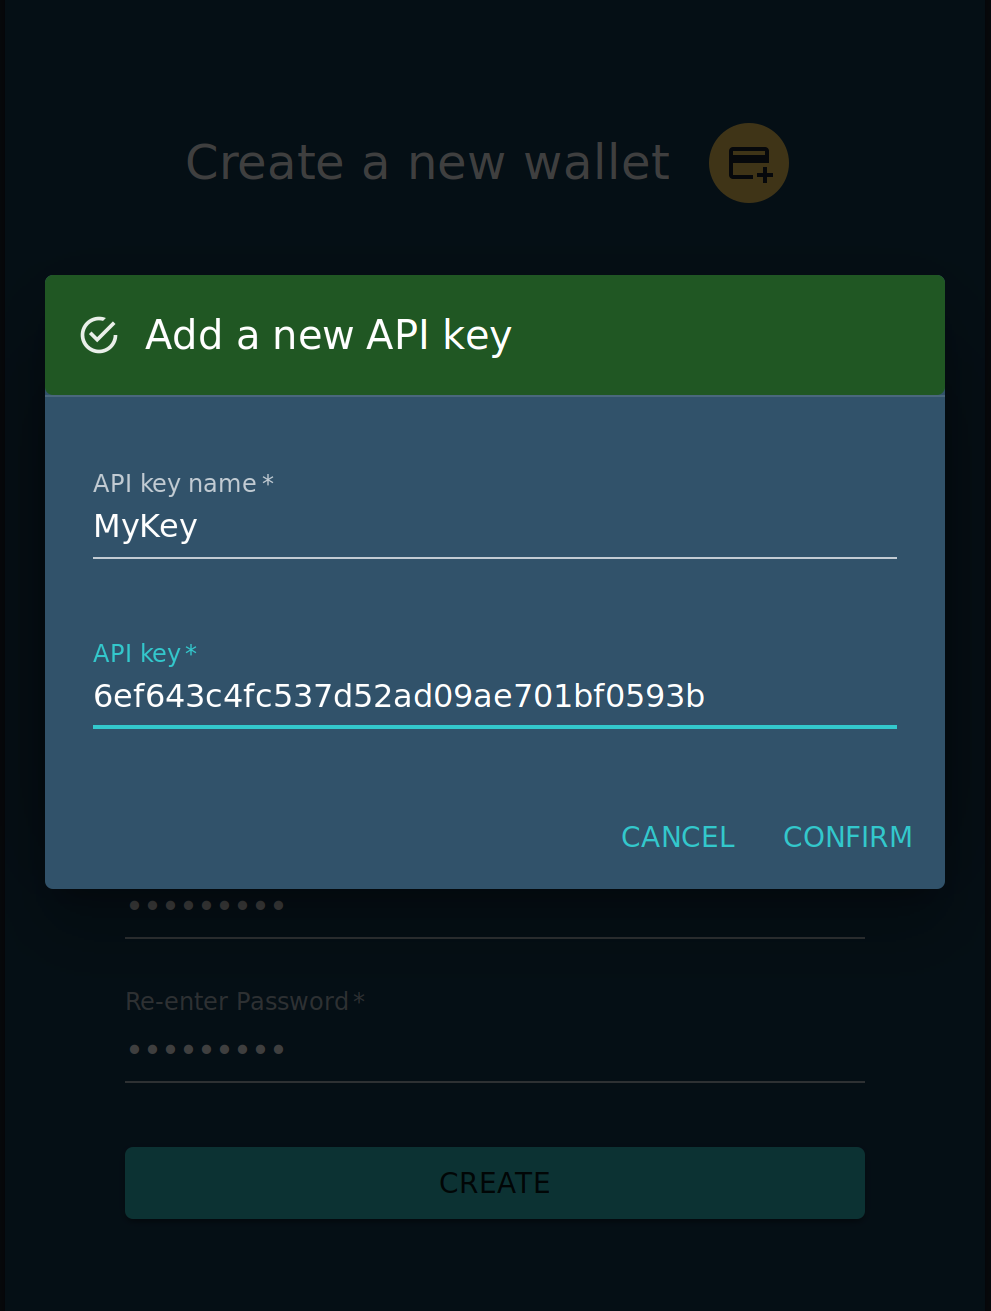 Create a new wallet
Add a new API key
API key name *
MyKey
API key *
6ef643c4fc537d52ad09ae701bf0593b
CANCEL CONFIRM
•••••••••
Re-enter Password *
•••••••••
CREATE